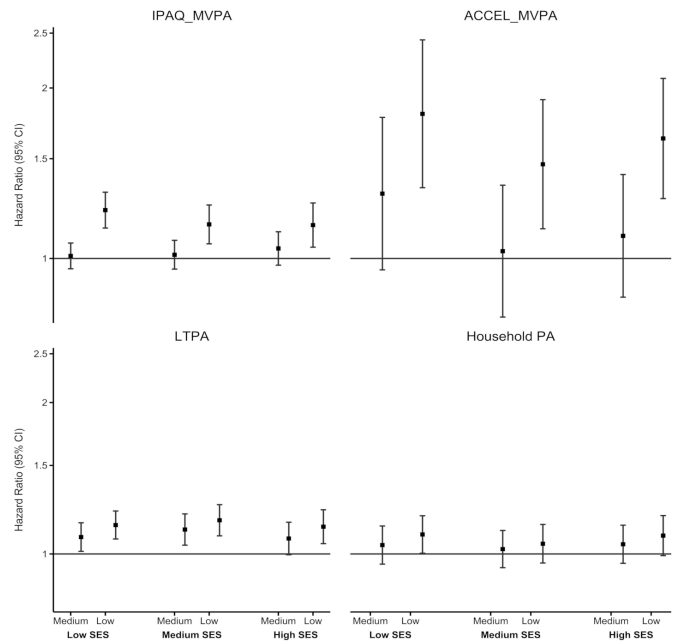 IPAQ_MVPA ACCEL_MVPA
2.5
2
1.5
1
Hazard Ratio (95% CI)
LTPA Household PA
2.5
2
1.5
1
Hazard Ratio (95% CI)
Medium Low Medium Low Medium Low Medium Low Medium Low Medium Low
Low SES Medium SES High SES Low SES Medium SES High SES